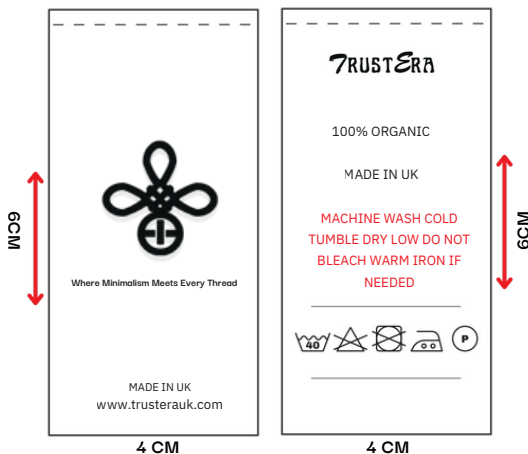 6CM
Where Minimalism Meets Every Thread
MADE IN UK
www.trusterauk.com
4 CM
TRUSTERA
100% ORGANIC
MADE IN UK
MACHINE WASH COLD
TUMBLE DRY LOW DO NOT
BLEACH WARM IRON IF
NEEDED
40
P
6CM
4 CM